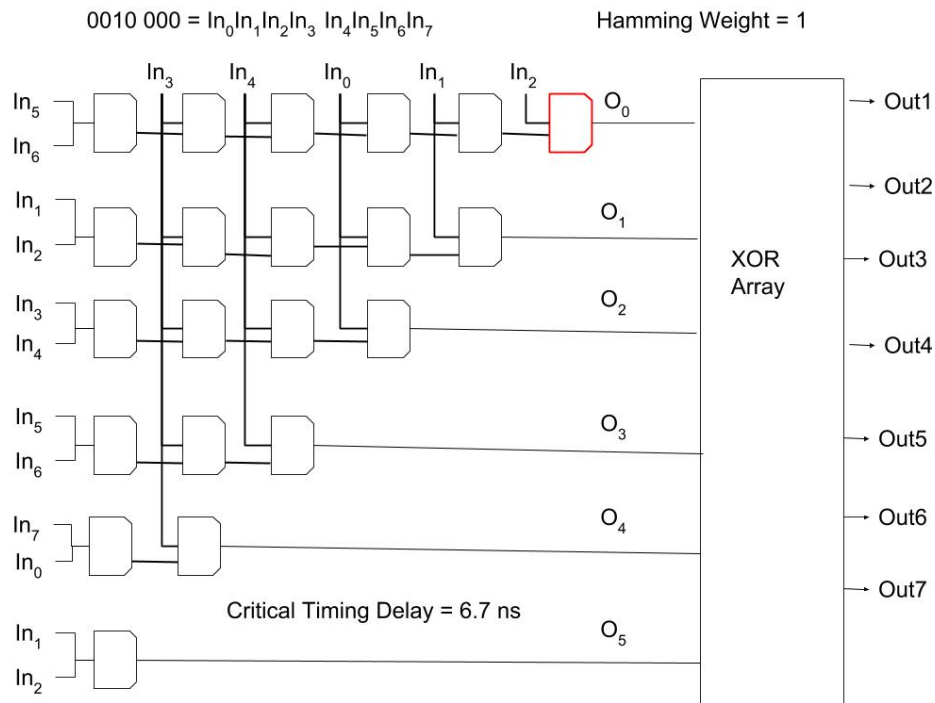 0010 000 = In₀In₁In₂In₃ In₄In₅In₆In₇
Hamming Weight = 1
In₃ In₄ In₀ In₁ In₂
In₅
In₆
O₀
Out1
In₁
In₂
O₁
Out2
XOR
Array
Out3
In₃
In₄
O₂
Out4
In₅
In₆
O₃
Out5
In₇
In₀
O₄
Out6
Critical Timing Delay = 6.7 ns
Out7
In₁
In₂
O₅